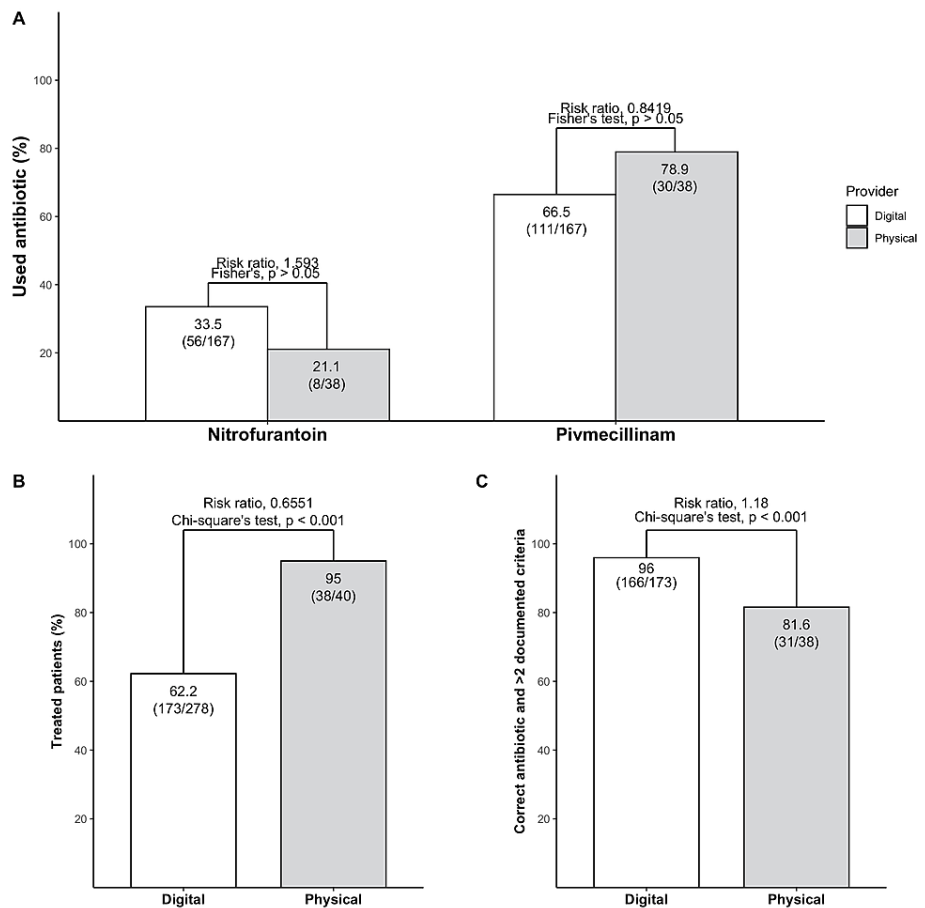 A
Used antibiotic (%)
100
80
60
40
20
Risk ratio, 1.593
Fisher's, p > 0.05
33.5
(56/167)
21.1
(8/38)
Risk ratio, 0.8419
Fisher's test, p > 0.05
66.5
(111/167)
78.9
(30/38)
Nitrofurantoin
Pivmecillinam
Provider
Digital
Physical
B
Treated patients (%)
100
80
60
40
20
Risk ratio, 0.6551
Chi-square's test, p < 0.001
62.2
(173/278)
95
(38/40)
Digital
Physical
C
Correct antibiotic and >2 documented criteria
100
80
60
40
20
Risk ratio, 1.18
Chi-square's test, p < 0.001
96
(166/173)
81.6
(31/38)
Digital
Physical